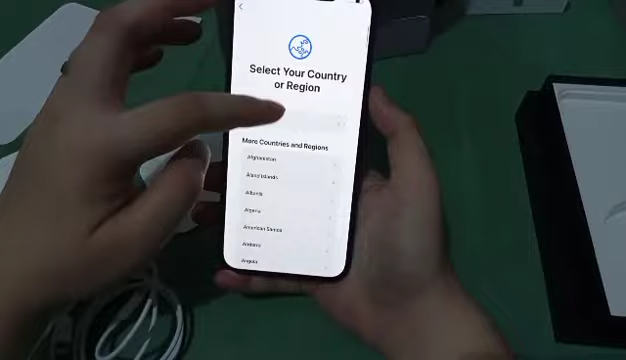 Select Your Country
or Region
More Countries and Regions
Afghanistan
Åland Islands
Albania
Algeria
American Samoa
Andorra
Angola